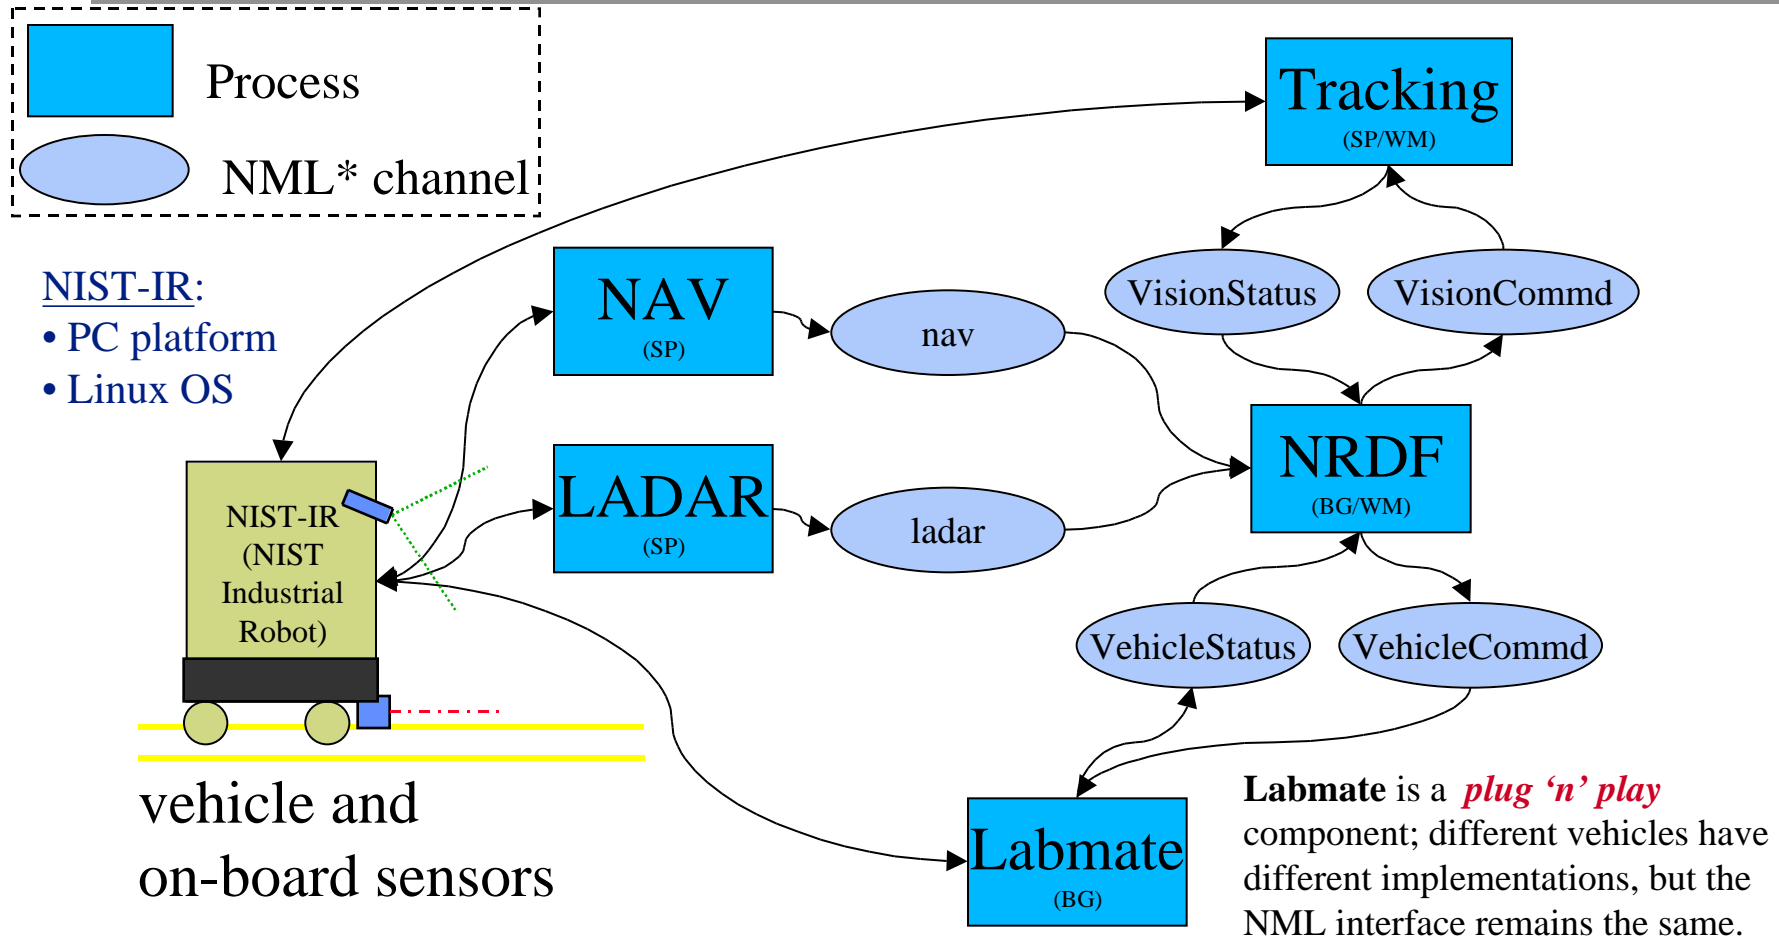 Process
NML* channel
NIST-IR:
• PC platform
• Linux OS
Tracking
(SP/WM)
VisionStatus
VisionCommd
NAV
(SP)
nav
NRDF
(BG/WM)
LADAR
(SP)
ladar
NIST-IR
(NIST
Industrial
Robot)
VehicleStatus
VehicleCommd
vehicle and
on-board sensors
Labmate
(BG)
Labmate is a plug ‘n’ play
component; different vehicles have
different implementations, but the
NML interface remains the same.